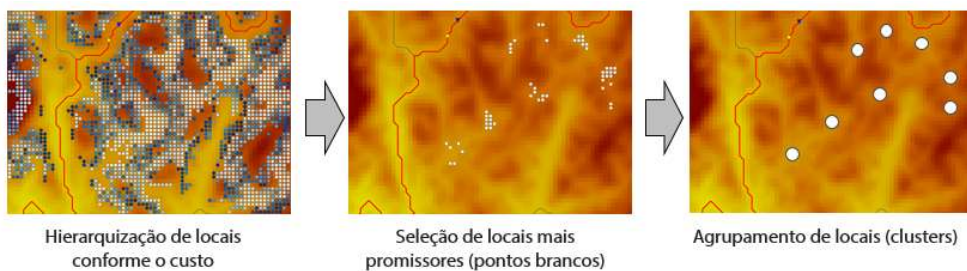 Hierarquização de locais
conforme o custo
Seleção de locais mais
promissores (pontos brancos)
Agrupamento de locais (clusters)